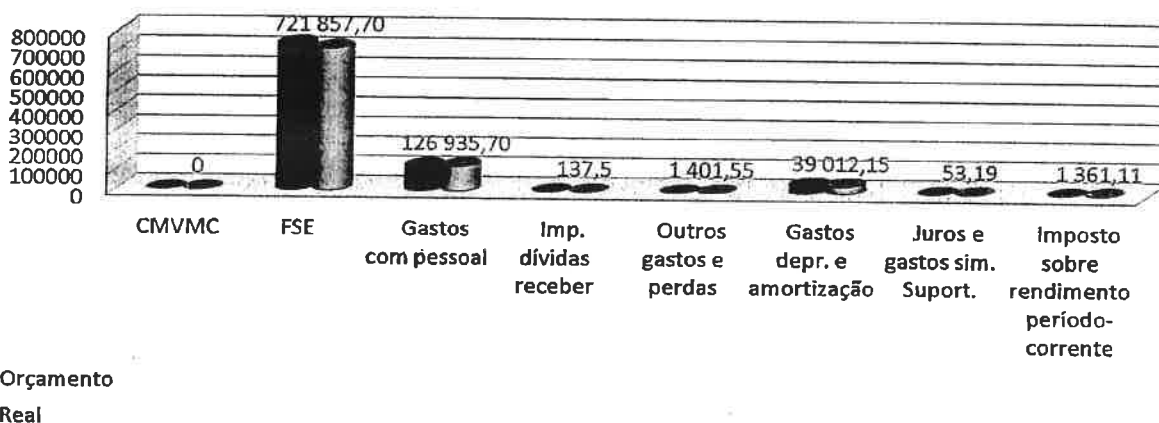 800000
700000
600000
500000
400000
300000
200000
100000
0
721 857,70
126 935,70
0
137,5
1 401,55
39 012,15
53,19
1 361,11
CMVMC
FSE
Gastos
com pessoal
Imp.
dívidas
receber
Outros
gastos e
perdas
Gastos
depr. e
amortização
Juros e
gastos sim.
Suport.
Imposto
sobre
rendimento
período-
corrente
Orçamento
Real